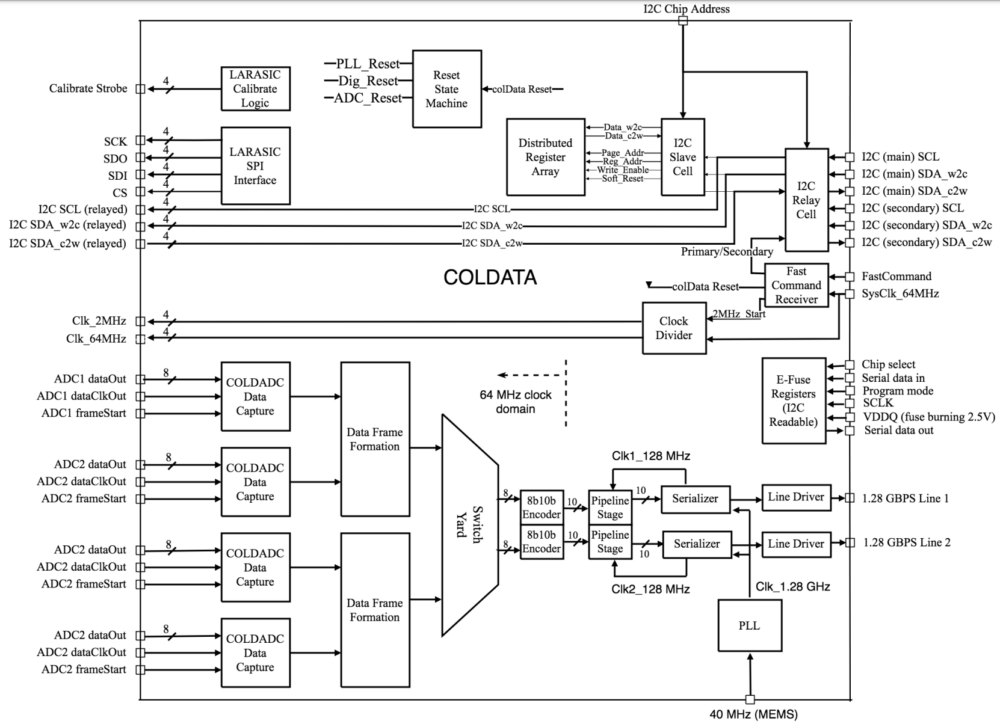 I2C Chip Address
Calibrate Strobe
4
LARASIC
Calibrate
Logic
PLL_Reset
Dig_Reset
ADC_Reset
Reset
State
Machine
colData Reset
SCK
4
SDO
4
SDI
4
CS
4
LARASIC
SPI
Interface
I2C SCL (relayed)
4
I2C SCL
I2C SDA_w2c (relayed)
4
I2C SDA_w2c
I2C SDA_c2w (relayed)
4
I2C SDA_c2w
Distributed
Register
Array
Data_w2c
Data_c2w
Page_Addr
Reg_Addr
Write_Enable
Soft_Reset
I2C
Slave
Cell
I2C
Relay
Cell
I2C (main) SCL
I2C (main) SDA_w2c
I2C (main) SDA_c2w
I2C (secondary) SCL
I2C (secondary) SDA_w2c
I2C (secondary) SDA_c2w
Primary/Secondary
COLDATA
colData Reset
Fast
Command
Receiver
FastCommand
SysClk_64MHz
Clk_2MHz
4
Clk_64MHz
4
Clock
Divider
2MHz_Start
ADC1 dataOut
8
ADC1 dataClkOut
ADC1 frameStart
COLDADC
Data
Capture
ADC2 dataOut
8
ADC2 dataClkOut
ADC2 frameStart
COLDADC
Data
Capture
Data Frame
Formation
64 MHz clock
domain
E-Fuse
Registers
(I2C
Readable)
Chip select
Serial data in
Program mode
SCLK
VDDQ (fuse burning 2.5V)
Serial data out
ADC2 dataOut
8
ADC2 dataClkOut
ADC2 frameStart
COLDADC
Data
Capture
ADC2 dataOut
8
ADC2 dataClkOut
ADC2 frameStart
COLDADC
Data
Capture
Data Frame
Formation
Switch
Yard
Clk1_128 MHz
8
8b10b
Encoder
10
Pipeline
Stage
10
Serializer
Line Driver
1.28 GBPS Line 1
8
8b10b
Encoder
10
Pipeline
Stage
10
Serializer
Line Driver
1.28 GBPS Line 2
Clk2_128 MHz
Clk_1.28 GHz
PLL
40 MHz (MEMS)